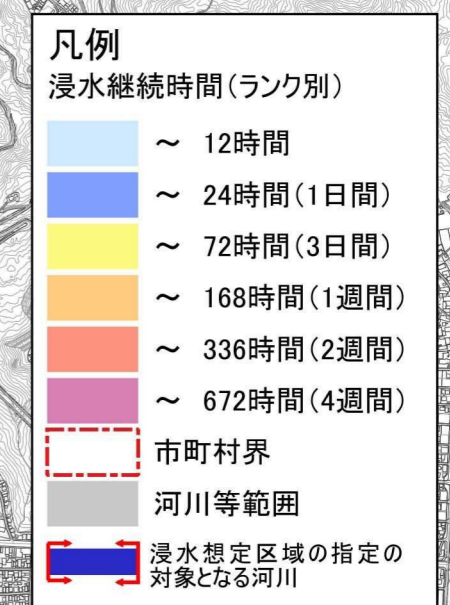 凡例
浸水継続時間(ランク別)
～ 12時間
～ 24時間(1日間)
～ 72時間(3日間)
～ 168時間(1週間)
～ 336時間(2週間)
～ 672時間(4週間)
市町村界
河川等範囲
浸水想定区域の指定の
対象となる河川